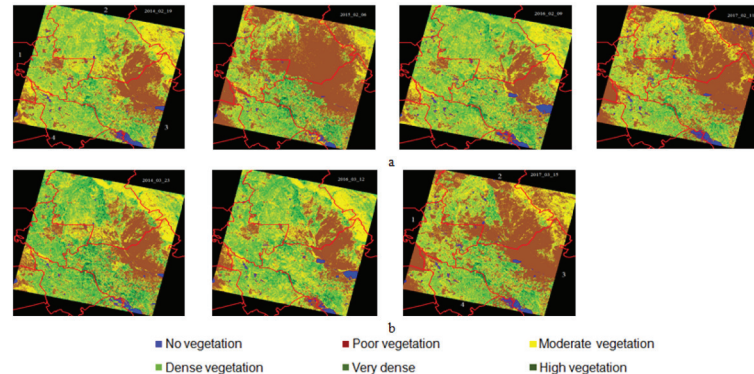 2014_02_19
2015_02_06
2016_02_09
2017_02_11
1
2
3
4
a
2014_03_23
2016_03_12
2017_03_15
1
2
3
4
b
No vegetation
Poor vegetation
Moderate vegetation
Dense vegetation
Very dense
High vegetation